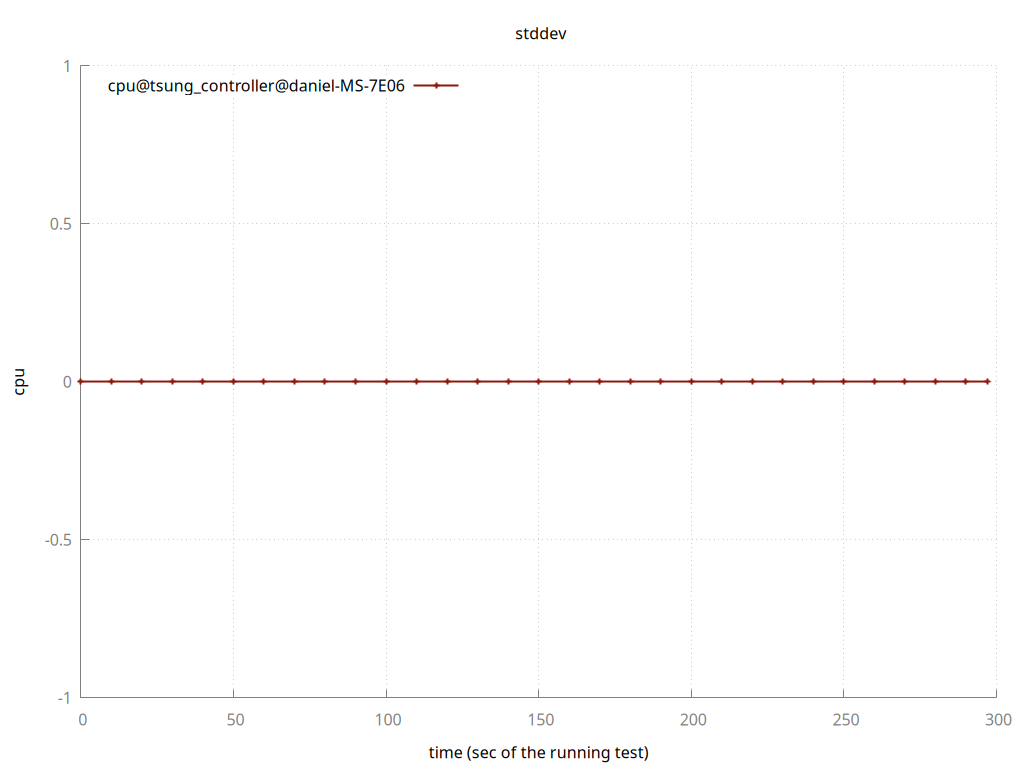 stddev
1
cpu@tsung_controller@daniel-MS-7E06
0.5
cpu
0
-0.5
-1
0 50 100 150 200 250 300
time (sec of the running test)